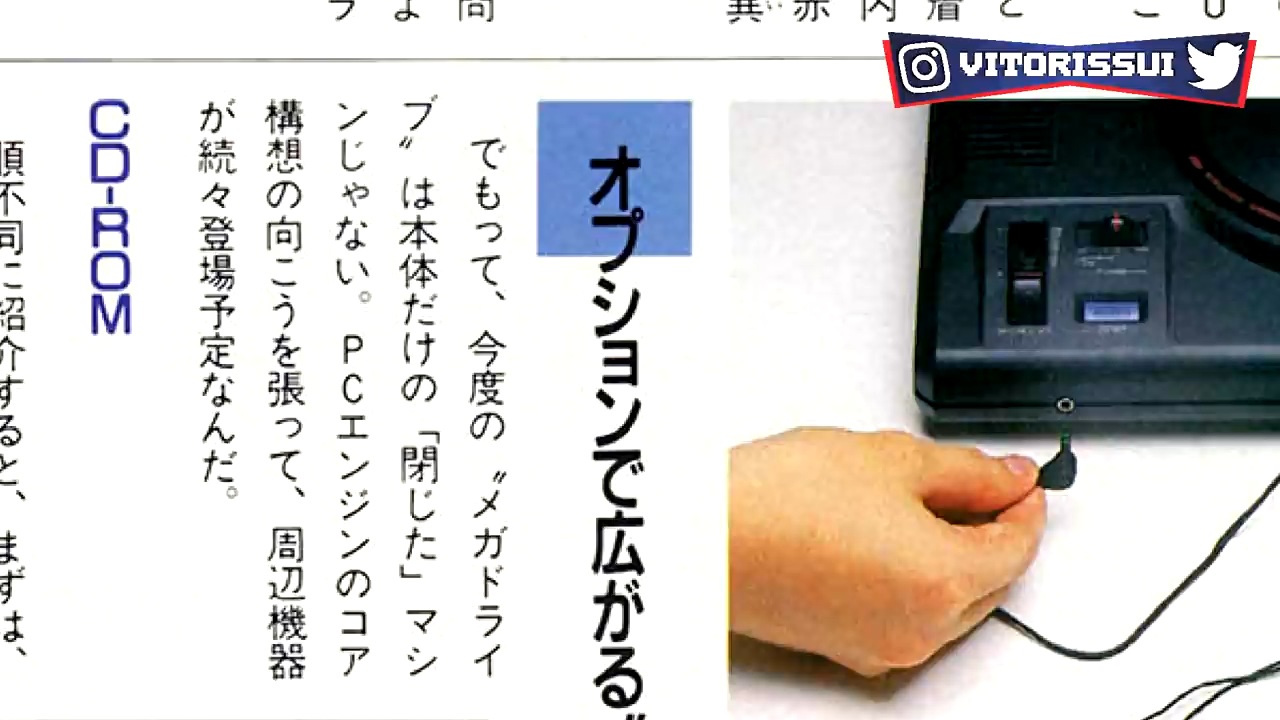 VITORISSUI
オプションで広がる〝
でもって、今度の〝メガドライ
ブ〟は本体だけの「閉じた」マシ
ンじゃない。PCエンジンのコア
構想の向こうを張って、周辺機器
が続々登場予定なんだ。
CD-ROM
順不同に紹介すると、まずは、